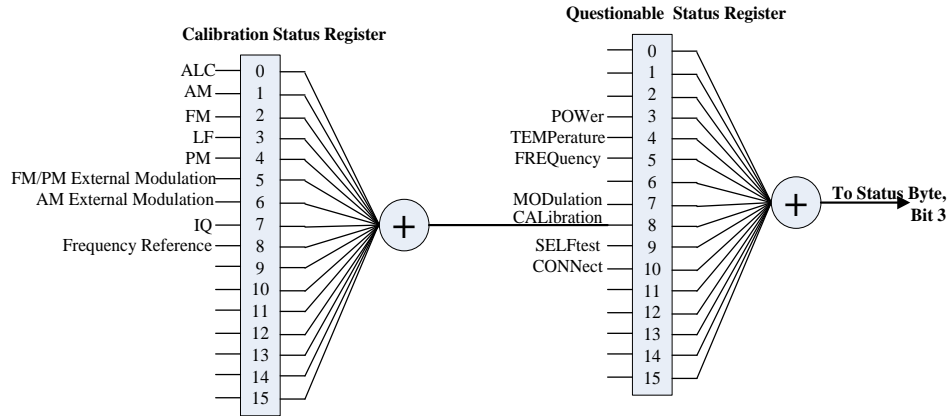 Questionable Status Register
Calibration Status Register
ALC 0
AM 1
FM 2
LF 3
PM 4
FM/PM External Modulation 5
AM External Modulation 6
IQ 7
Frequency Reference 8
9
10
11
12
13
14
15
+
0
1
2
POWer 3
TEMPerature 4
FREQuency 5
6
MODulation 7
CALibration 8
SELFtest 9
CONNect 10
11
12
13
14
15
+
To Status Byte,
Bit 3